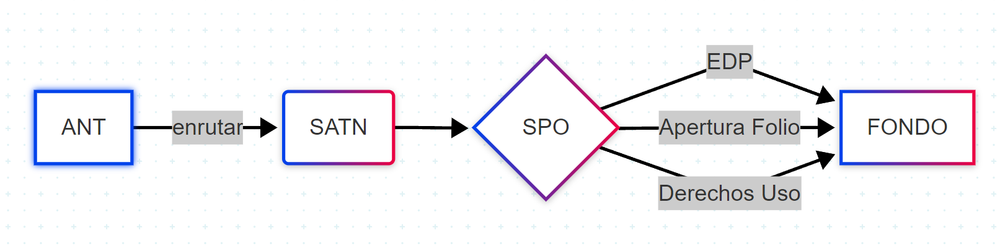 ANT
enrutar
SATN
SPO
EDP
Apertura Folio
Derechos Uso
FONDO